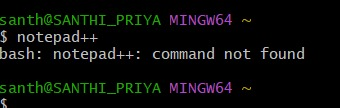 santh@SANTHI_PRIYA MINGW64 ~
$ notepad++
bash: notepad++: command not found
santh@SANTHI_PRIYA MINGW64 ~
$